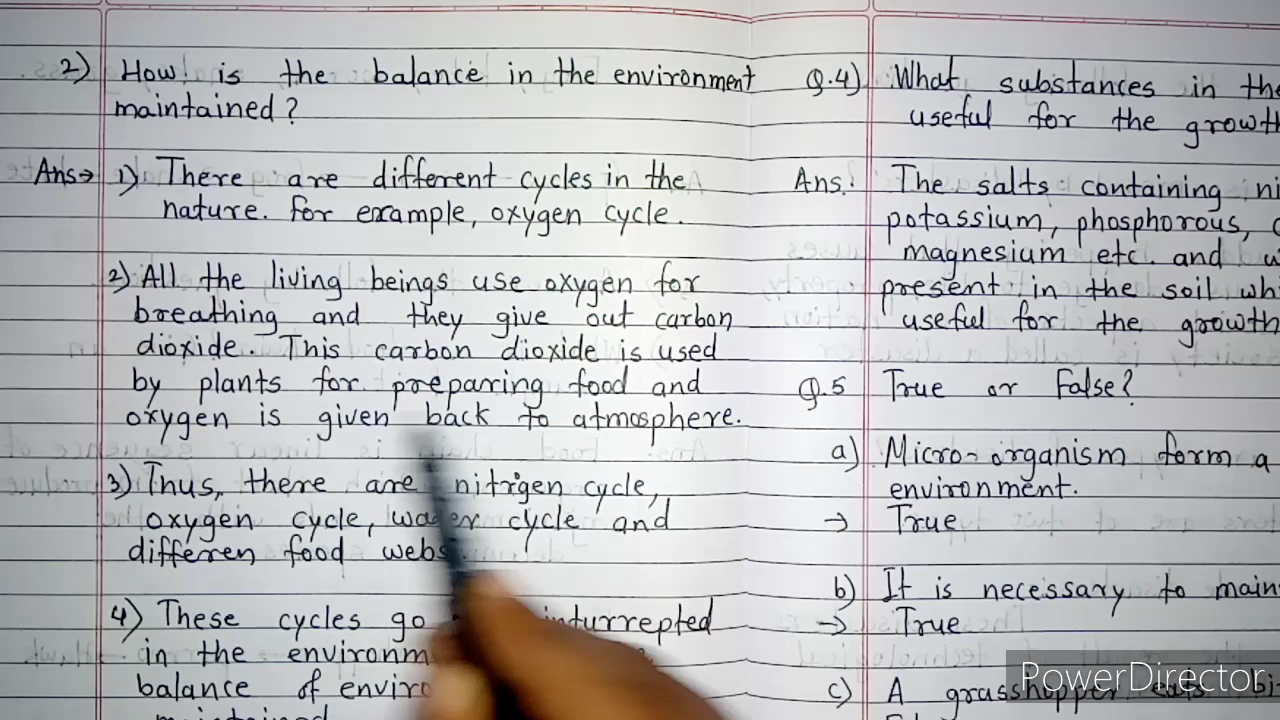 2) How is the balance in the environment
maintained?
Ans→ 1) There are different cycles in the
nature. for example, oxygen cycle.
2) All the living beings use oxygen for
breathing and they give out carbon
dioxide. This carbon dioxide is used
by plants for preparing food and
oxygen is given back to atmosphere.
3) Thus, there are nitrigen cycle,
oxygen cycle, water cycle and
differen food webs
4) These cycles go inturrepted
in the
balance of
maintained
Q.4) What substances in the
useful for the growth
Ans: The salts containing
potassium, phosphorous,
magnesium etc. and
present in the soil
useful for the growth
Q.5 True or False?
a) Micro-organism form a
environment.
→ True
b) It is necessary to
→ True
c) A grasshopper eats
PowerDirector